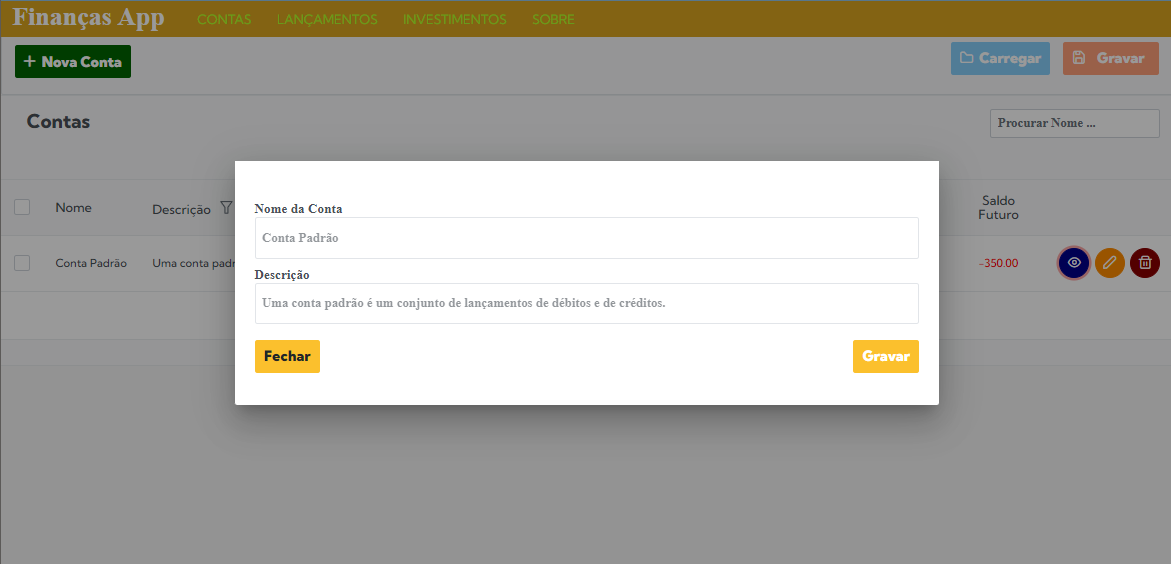 Finanças App CONTAS LANÇAMENTOS INVESTIMENTOS SOBRE
+ Nova Conta Carregar Gravar
Contas Procurar Nome ...
Nome Descrição Saldo
Futuro
Conta Padrão Uma conta padr -350.00
Nome da Conta
Conta Padrão
Descrição
Uma conta padrão é um conjunto de lançamentos de débitos e de créditos.
Fechar Gravar